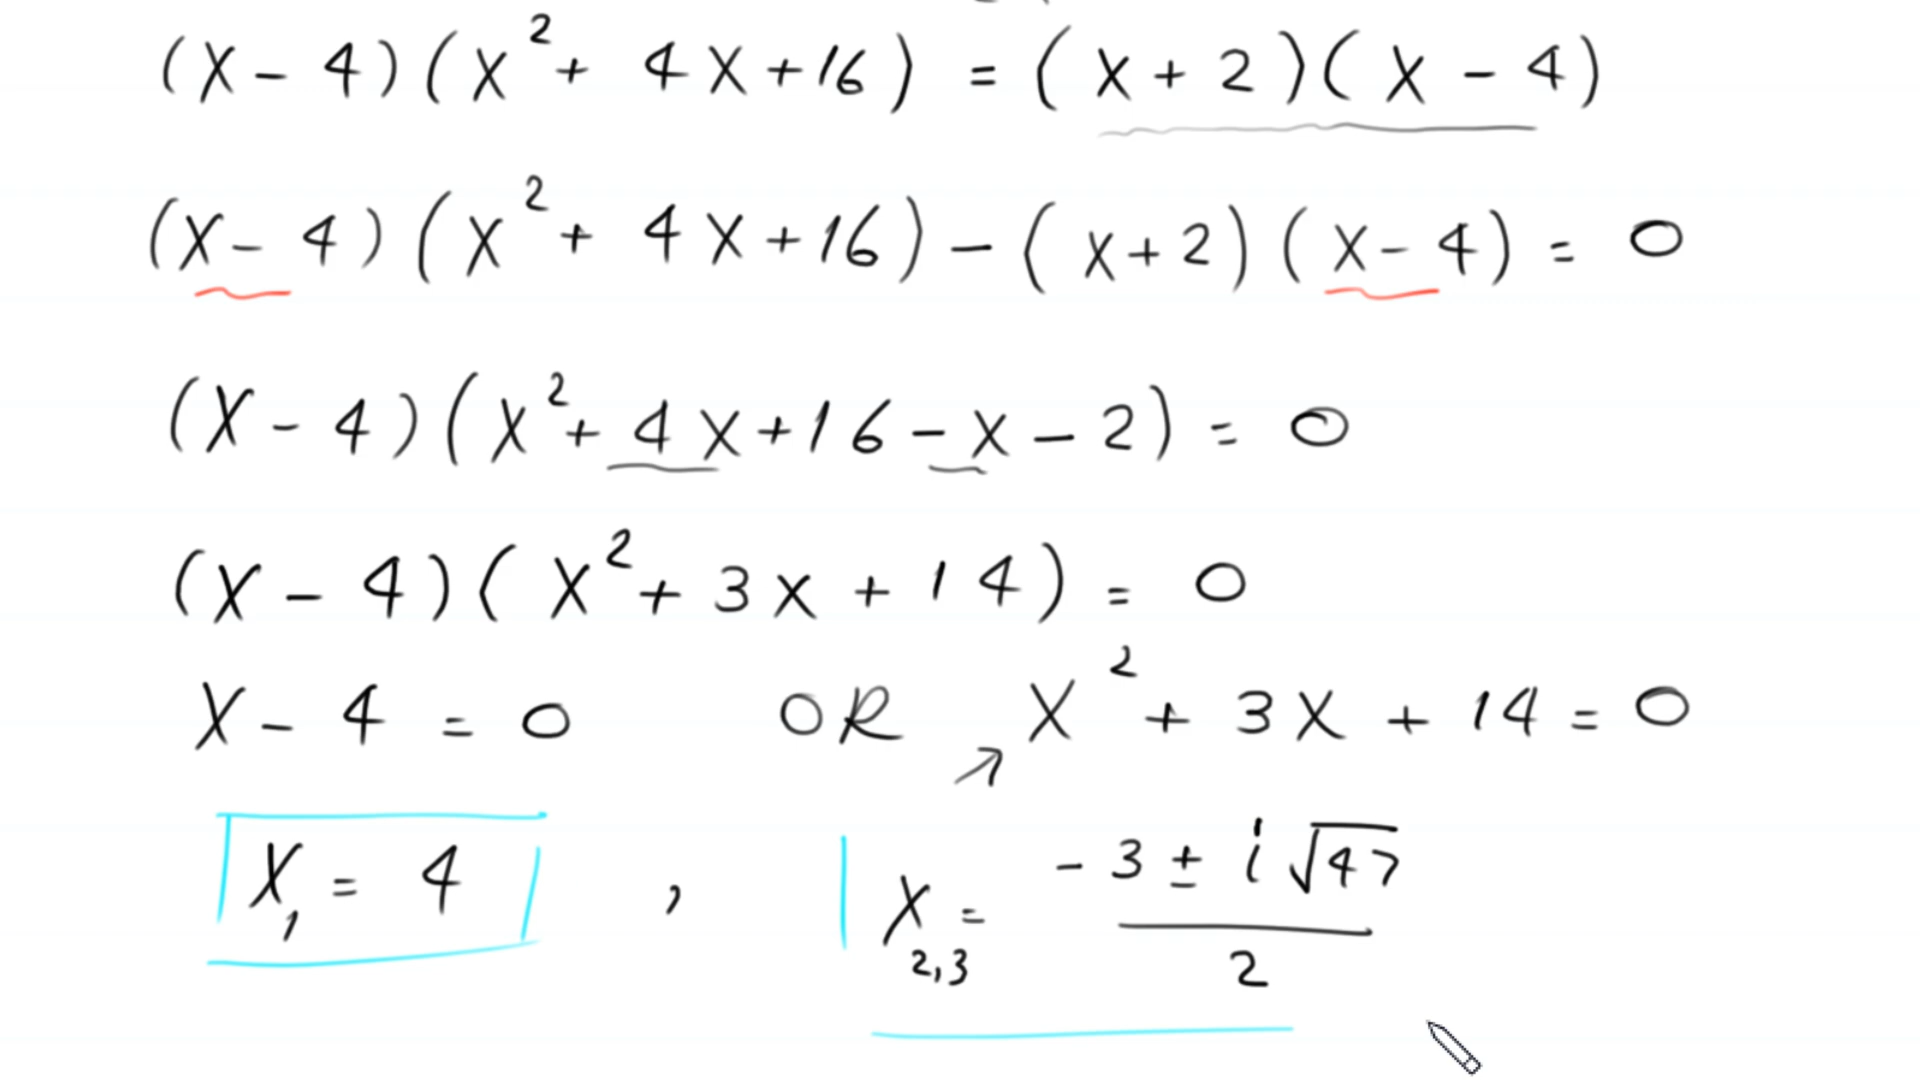 (X - 4)(X² + 4X + 16) = (X + 2)(X - 4)
(X - 4)(X² + 4X + 16) - (X + 2)(X - 4) = 0
(X - 4)(X² + 4X + 16 - X - 2) = 0
(X - 4)(X² + 3X + 14) = 0
X - 4 = 0 OR X² + 3X + 14 = 0
X₁ = 4 , X₂,₃ = (-3 ± i√47)/2